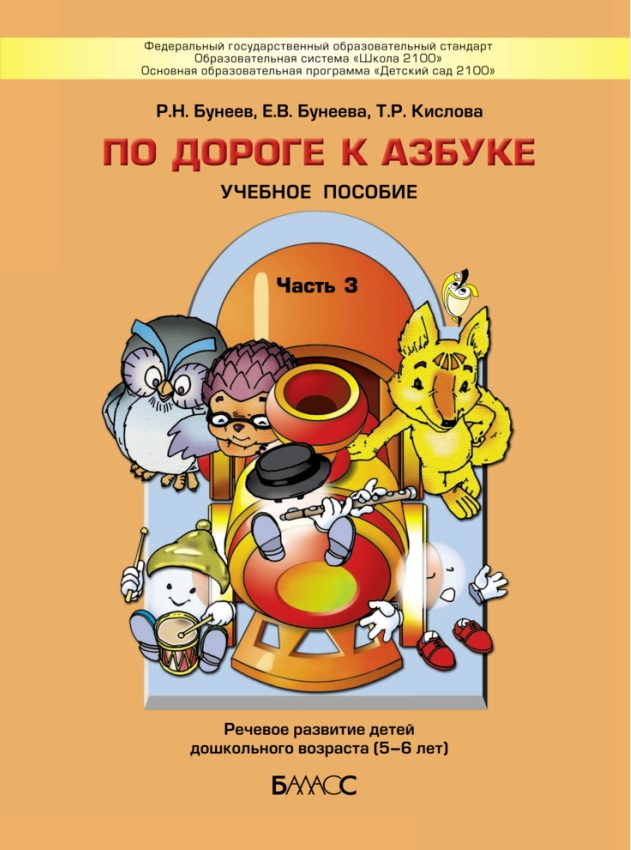 Федеральный государственный образовательный стандарт
Образовательная система «Школа 2100»
Основная образовательная программа «Детский сад 2100»
Р.Н. Бунеев, Е.В. Бунеева, Т.Р. Кислова
ПО ДОРОГЕ К АЗБУКЕ
УЧЕБНОЕ ПОСОБИЕ
Часть 3
Речевое развитие детей
дошкольного возраста (5–6 лет)
БАЛАСС